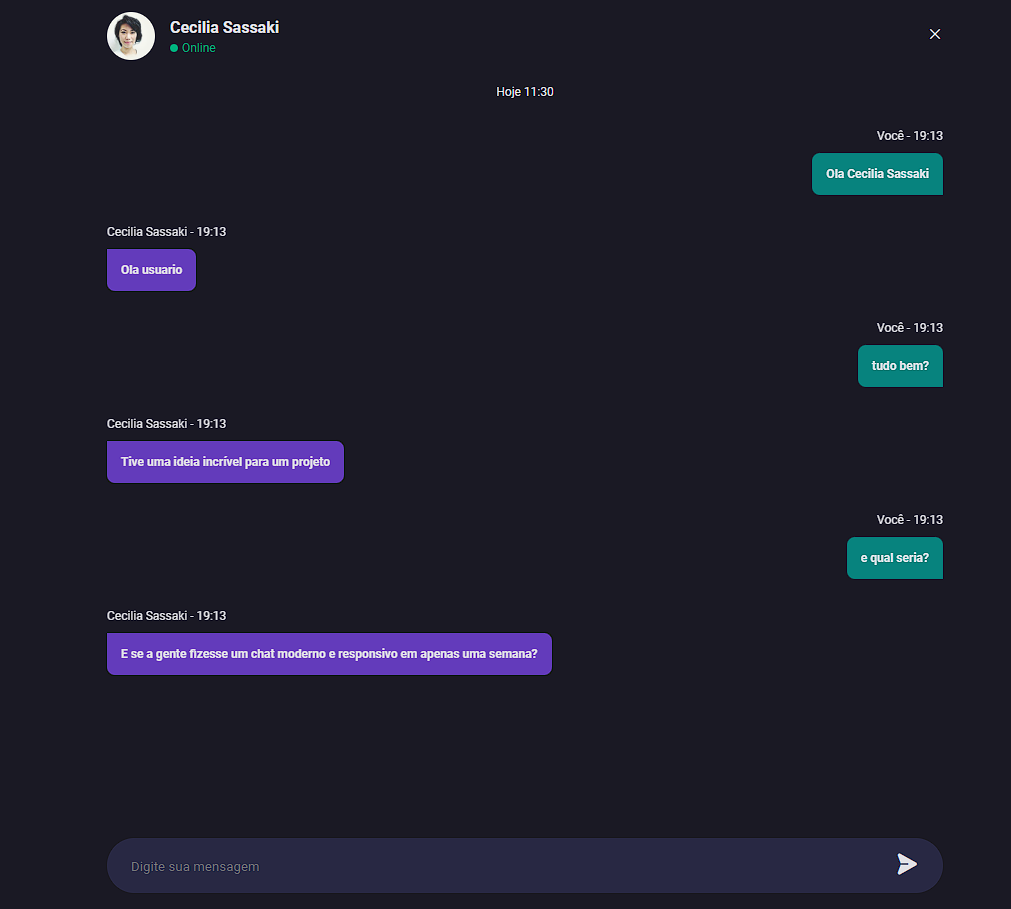 Cecilia Sassaki
Online
Hoje 11:30
Você - 19:13
Ola Cecilia Sassaki
Cecilia Sassaki - 19:13
Ola usuario
Você - 19:13
tudo bem?
Cecilia Sassaki - 19:13
Tive uma ideia incrível para um projeto
Você - 19:13
e qual seria?
Cecilia Sassaki - 19:13
E se a gente fizesse um chat moderno e responsivo em apenas uma semana?
Digite sua mensagem